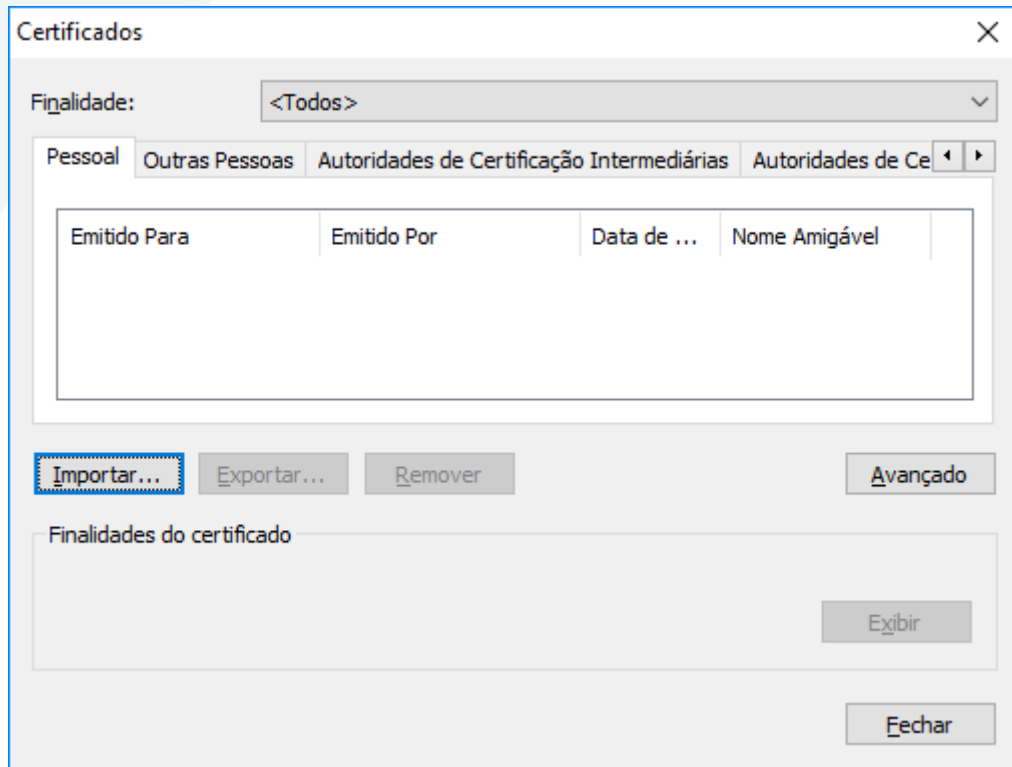 Certificados
Finalidade: <Todos>
Pessoal Outras Pessoas Autoridades de Certificação Intermediárias Autoridades de Ce
Emitido Para Emitido Por Data de ... Nome Amigável
Importar... Exportar... Remover Avançado
Finalidades do certificado
Exibir
Fechar